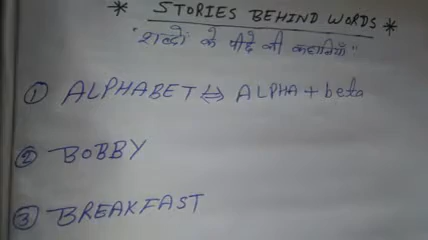 * STORIES BEHIND WORDS *
"शब्दों के पीछे की कहानियाँ"
① ALPHABET ⇔ ALPHA + beta
② BOBBY
③ BREAKFAST